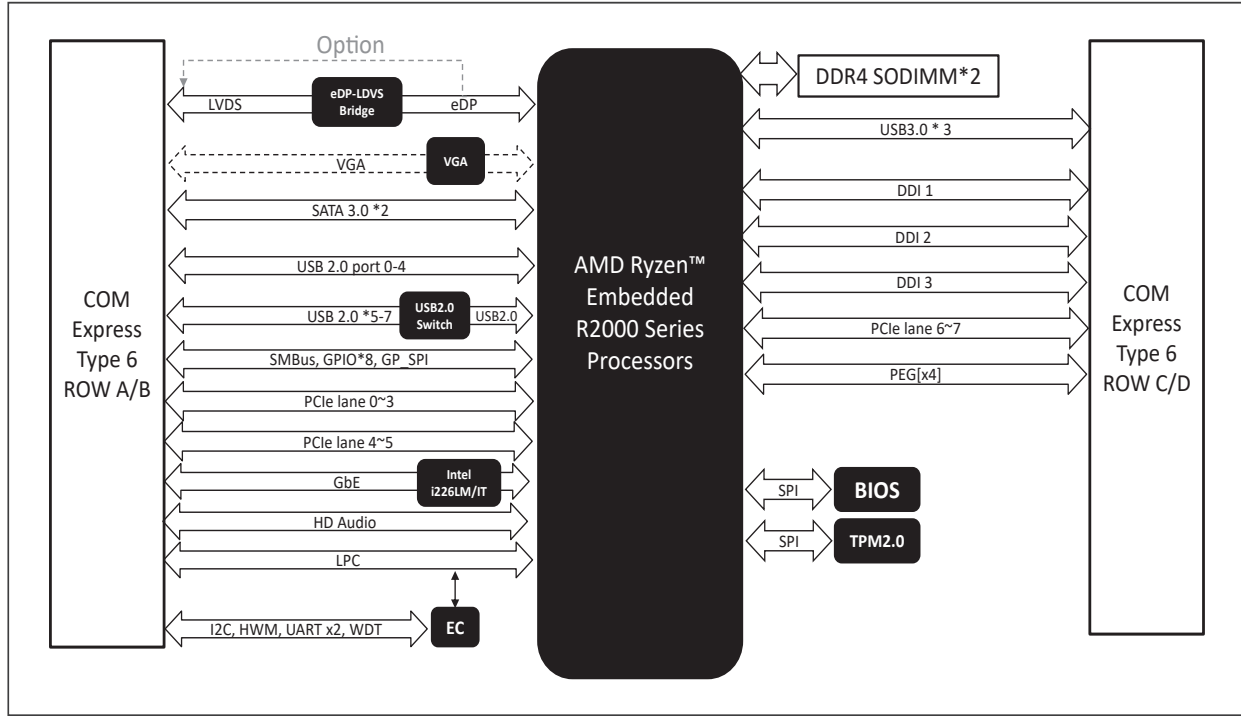 Option
eDP-LDVS
Bridge
LVDS
eDP
VGA
VGA
SATA 3.0 *2
USB 2.0 port 0-4
USB 2.0 *5-7
USB2.0
Switch
USB2.0
SMBus, GPIO*8, GP_SPI
PCIe lane 0~3
PCIe lane 4~5
GbE
Intel
i226LM/IT
HD Audio
LPC
I2C, HWM, UART x2, WDT
EC
COM
Express
Type 6
ROW A/B
AMD Ryzen™
Embedded
R2000 Series
Processors
DDR4 SODIMM*2
USB3.0 * 3
DDI 1
DDI 2
DDI 3
PCIe lane 6~7
PEG[x4]
SPI
BIOS
SPI
TPM2.0
COM
Express
Type 6
ROW C/D